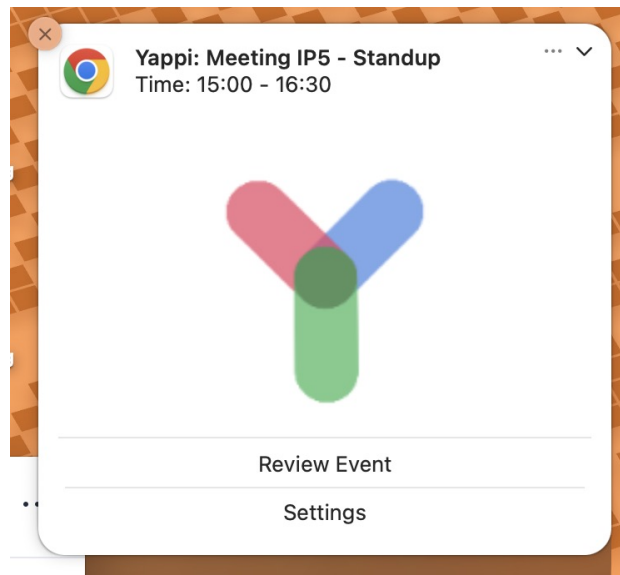 Yappi: Meeting IP5 - Standup
Time: 15:00 - 16:30
Review Event
Settings